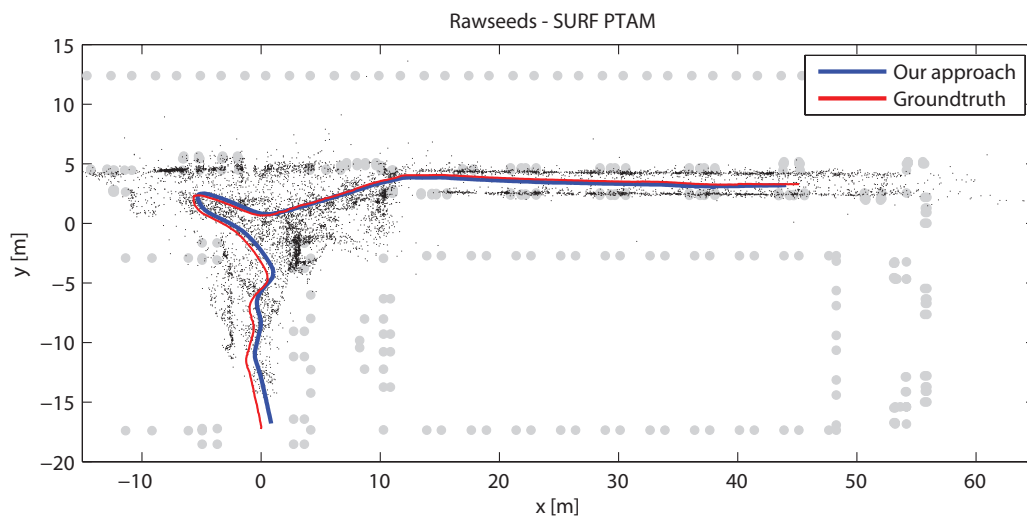 Rawseeds - SURF PTAM
15
10
5
0
−5
−10
−15
−20
y [m]
Our approach
Groundtruth
−10 0 10 20 30 40 50 60
x [m]